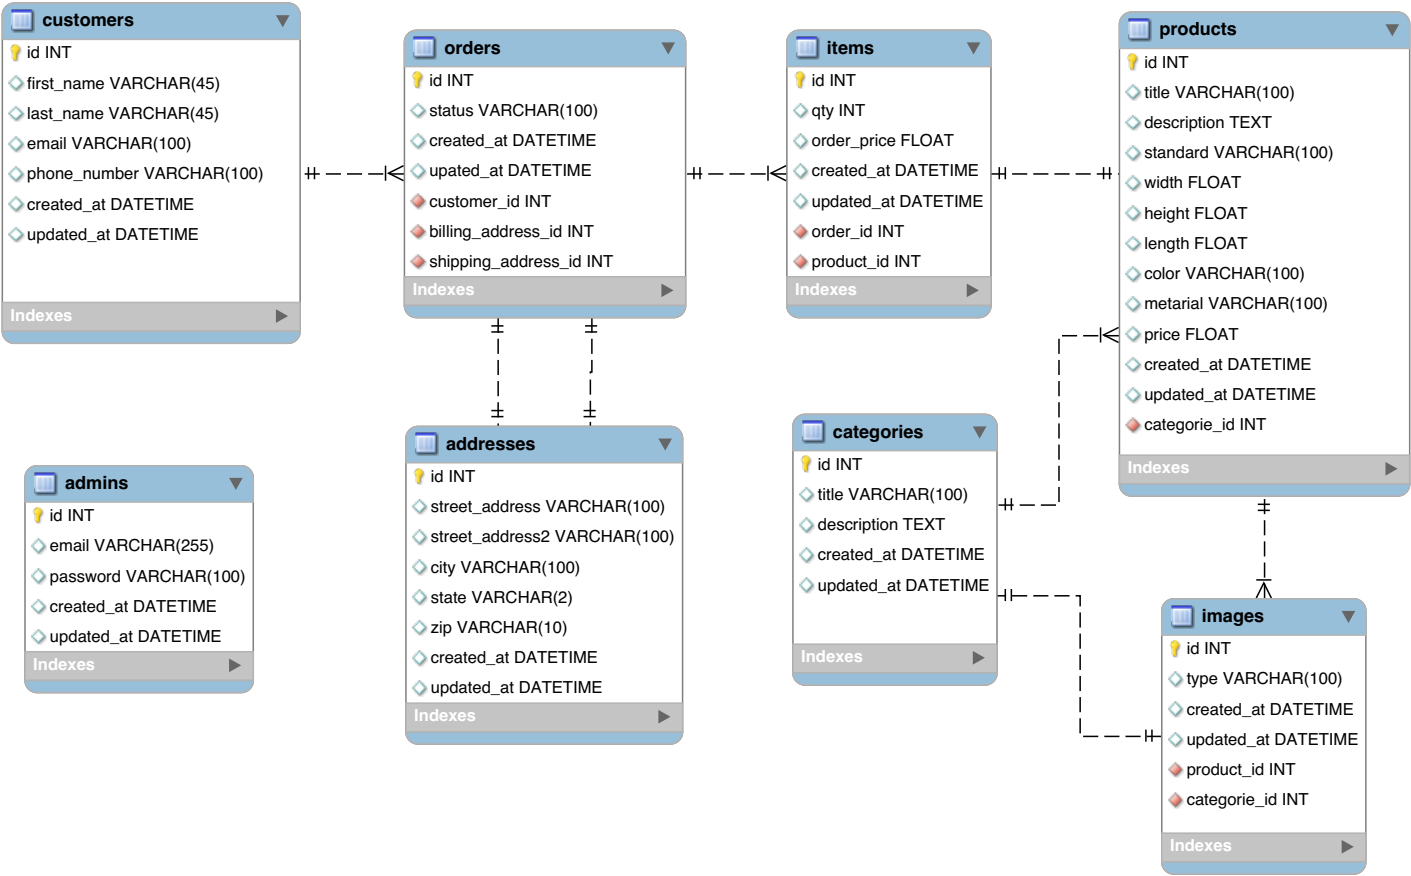 customers
id INT
first_name VARCHAR(45)
last_name VARCHAR(45)
email VARCHAR(100)
phone_number VARCHAR(100)
created_at DATETIME
updated_at DATETIME
Indexes
orders
id INT
status VARCHAR(100)
created_at DATETIME
upated_at DATETIME
customer_id INT
billing_address_id INT
shipping_address_id INT
Indexes
items
id INT
qty INT
order_price FLOAT
created_at DATETIME
updated_at DATETIME
order_id INT
product_id INT
Indexes
products
id INT
title VARCHAR(100)
description TEXT
standard VARCHAR(100)
width FLOAT
height FLOAT
length FLOAT
color VARCHAR(100)
metarial VARCHAR(100)
price FLOAT
created_at DATETIME
updated_at DATETIME
categorie_id INT
Indexes
admins
id INT
email VARCHAR(255)
password VARCHAR(100)
created_at DATETIME
updated_at DATETIME
Indexes
addresses
id INT
street_address VARCHAR(100)
street_address2 VARCHAR(100)
city VARCHAR(100)
state VARCHAR(2)
zip VARCHAR(10)
created_at DATETIME
updated_at DATETIME
Indexes
categories
id INT
title VARCHAR(100)
description TEXT
created_at DATETIME
updated_at DATETIME
Indexes
images
id INT
type VARCHAR(100)
created_at DATETIME
updated_at DATETIME
product_id INT
categorie_id INT
Indexes